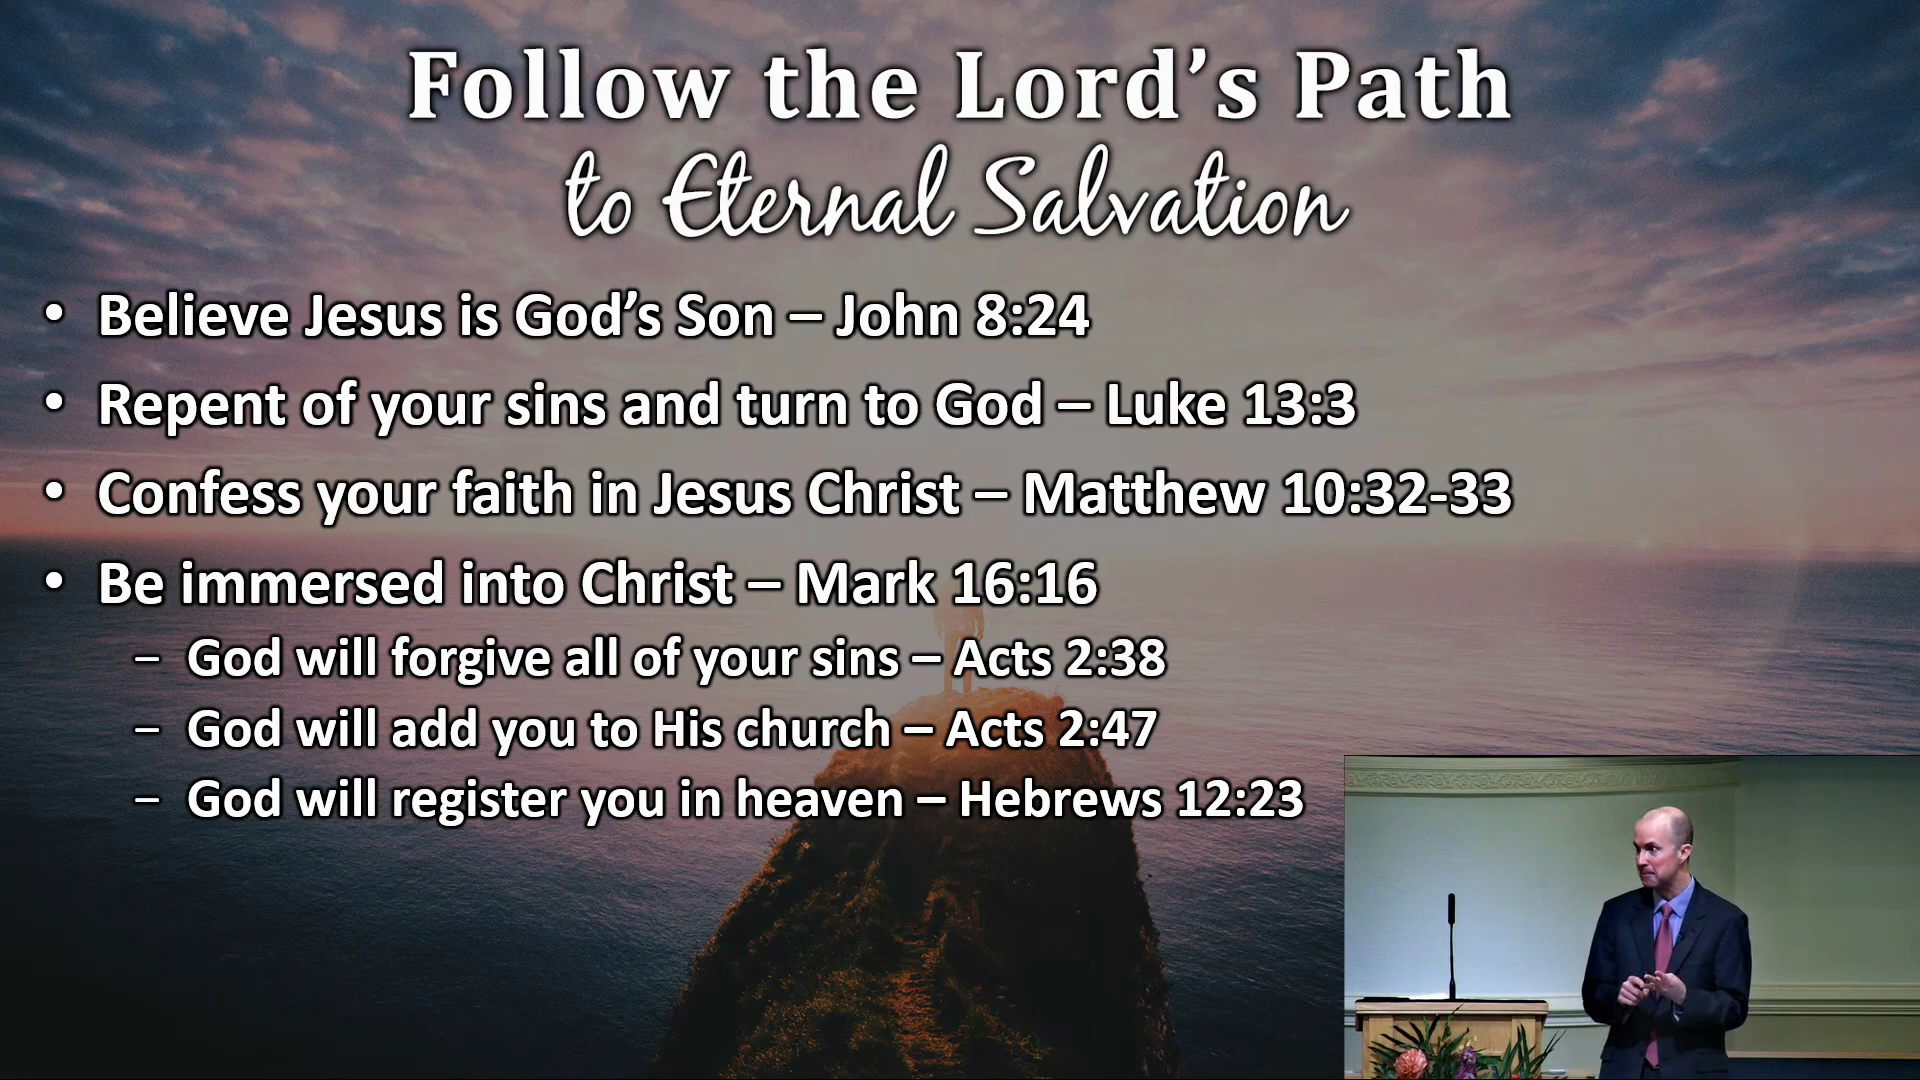 Follow the Lord’s Path
to Eternal Salvation
• Believe Jesus is God’s Son – John 8:24
• Repent of your sins and turn to God – Luke 13:3
• Confess your faith in Jesus Christ – Matthew 10:32-33
• Be immersed into Christ – Mark 16:16
– God will forgive all of your sins – Acts 2:38
– God will add you to His church – Acts 2:47
– God will register you in heaven – Hebrews 12:23